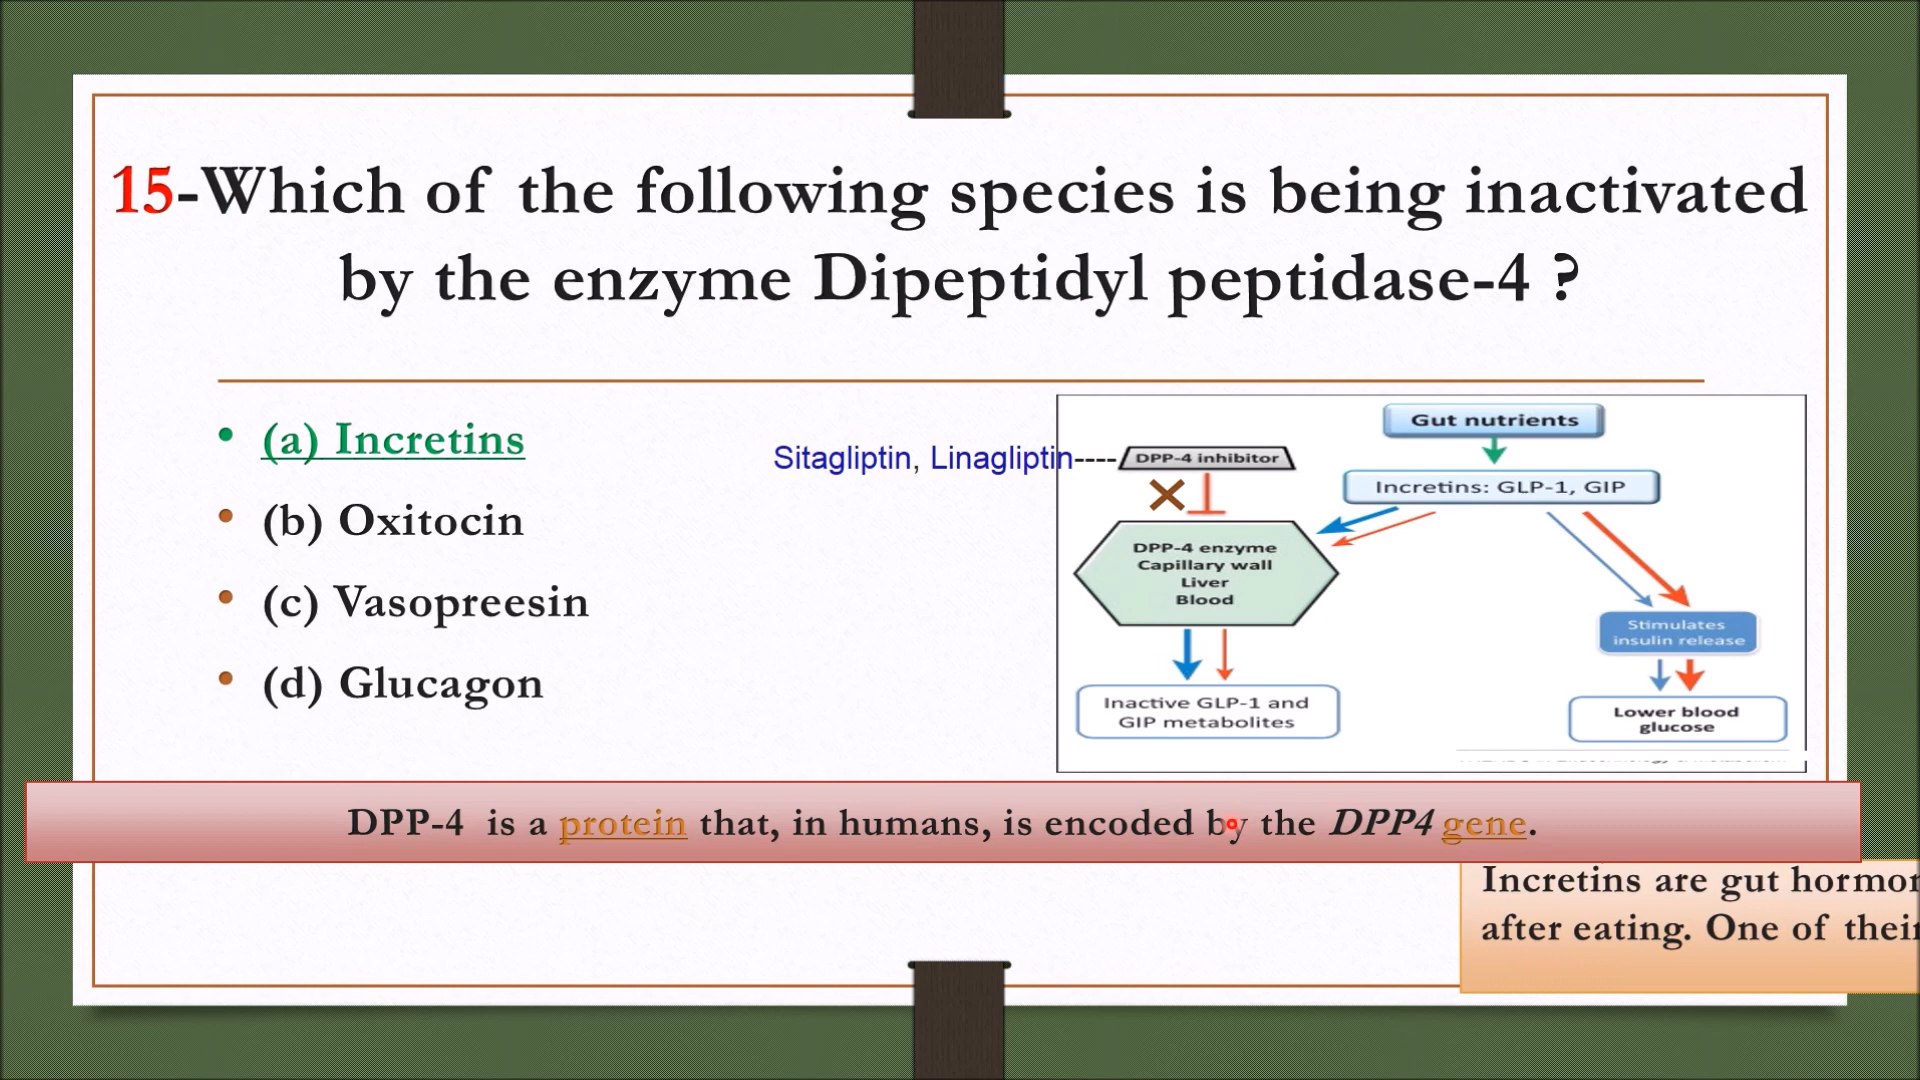 15-Which of the following species is being inactivated
by the enzyme Dipeptidyl peptidase-4 ?
• (a) Incretins
• (b) Oxitocin
• (c) Vasopreesin
• (d) Glucagon
Sitagliptin, Linagliptin----
DPP-4 inhibitor
Gut nutrients
Incretins: GLP-1, GIP
DPP-4 enzyme
Capillary wall
Liver
Blood
Stimulates
insulin release
Inactive GLP-1 and
GIP metabolites
Lower blood
glucose
DPP-4 is a protein that, in humans, is encoded by the DPP4 gene.
Incretins are gut hormon
after eating. One of their